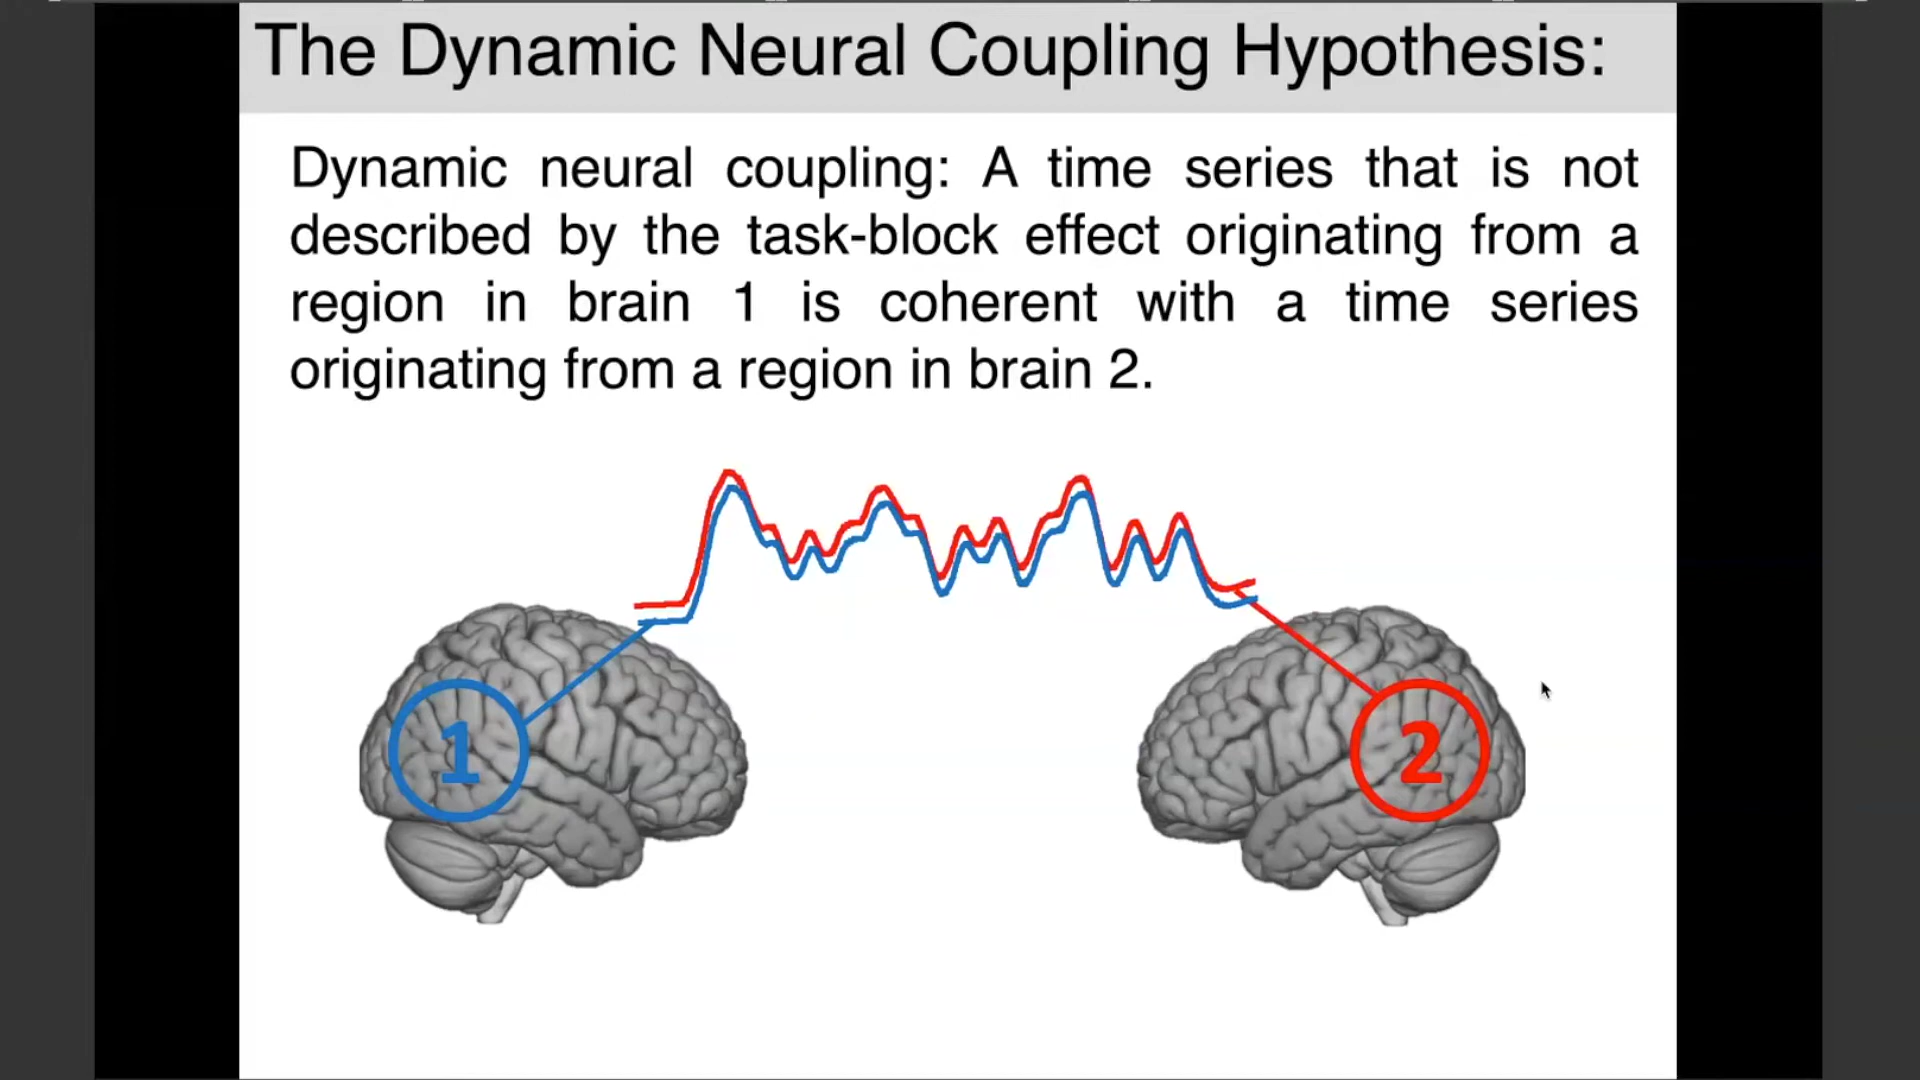 The Dynamic Neural Coupling Hypothesis:
Dynamic neural coupling: A time series that is not
described by the task-block effect originating from a
region in brain 1 is coherent with a time series
originating from a region in brain 2.
1
2